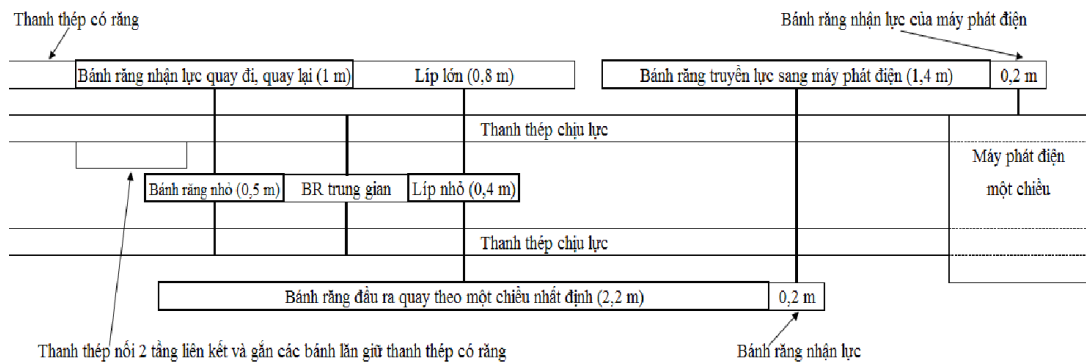 Thanh thép có răng
Bánh răng nhận lực của máy phát điện
Bánh răng nhận lực quay đi, quay lại (1 m)
Líp lớn (0,8 m)
Bánh răng truyền lực sang máy phát điện (1,4 m)
0,2 m
Thanh thép chịu lực
Máy phát điện
một chiều
Bánh răng nhỏ (0,5 m)
BR trung gian
Líp nhỏ (0,4 m)
Thanh thép chịu lực
Bánh răng đầu ra quay theo một chiều nhất định (2,2 m)
0,2 m
Thanh thép nối 2 tầng liên kết và gắn các bánh lăn giữ thanh thép có răng
Bánh răng nhận lực